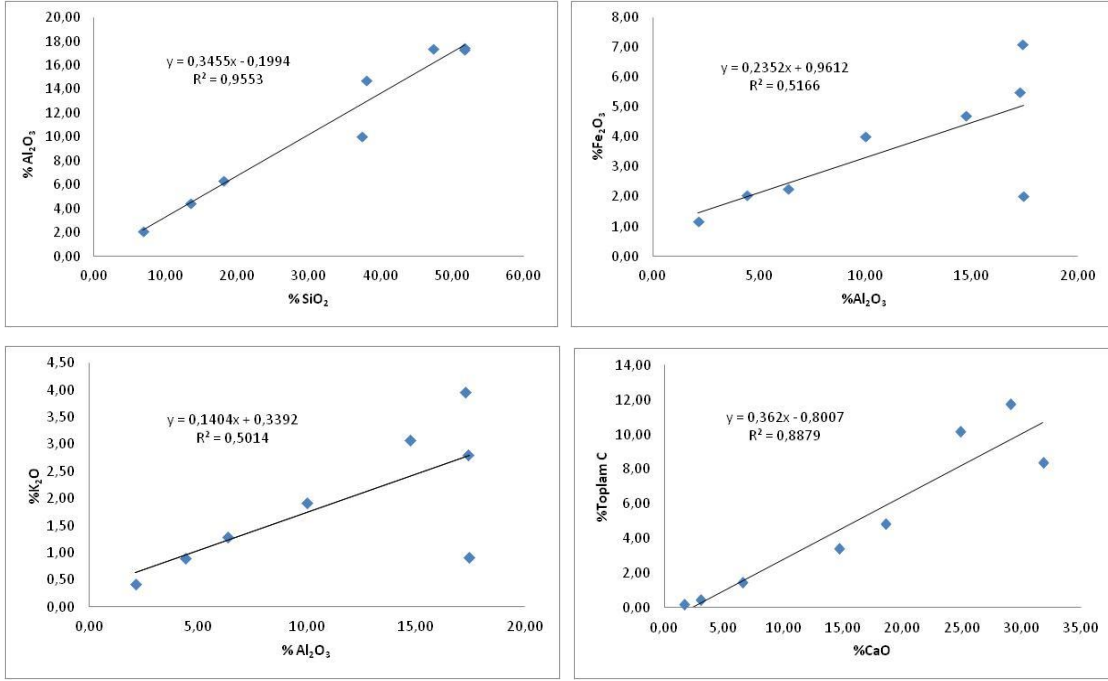 20,00
18,00
16,00
14,00
12,00
10,00
8,00
6,00
4,00
2,00
0,00
% Al₂O₃
y = 0,3455x - 0,1994
R² = 0,9553
0,00 10,00 20,00 30,00 40,00 50,00 60,00
% SiO₂
8,00
7,00
6,00
5,00
4,00
3,00
2,00
1,00
0,00
%Fe₂O₃
y = 0,2352x + 0,9612
R² = 0,5166
0,00 5,00 10,00 15,00 20,00
%Al₂O₃
4,50
4,00
3,50
3,00
2,50
2,00
1,50
1,00
0,50
0,00
%K₂O
y = 0,1404x + 0,3392
R² = 0,5014
0,00 5,00 10,00 15,00 20,00
% Al₂O₃
14,00
12,00
10,00
8,00
6,00
4,00
2,00
0,00
%Toplam C
y = 0,362x - 0,8007
R² = 0,8879
0,00 5,00 10,00 15,00 20,00 25,00 30,00 35,00
%CaO